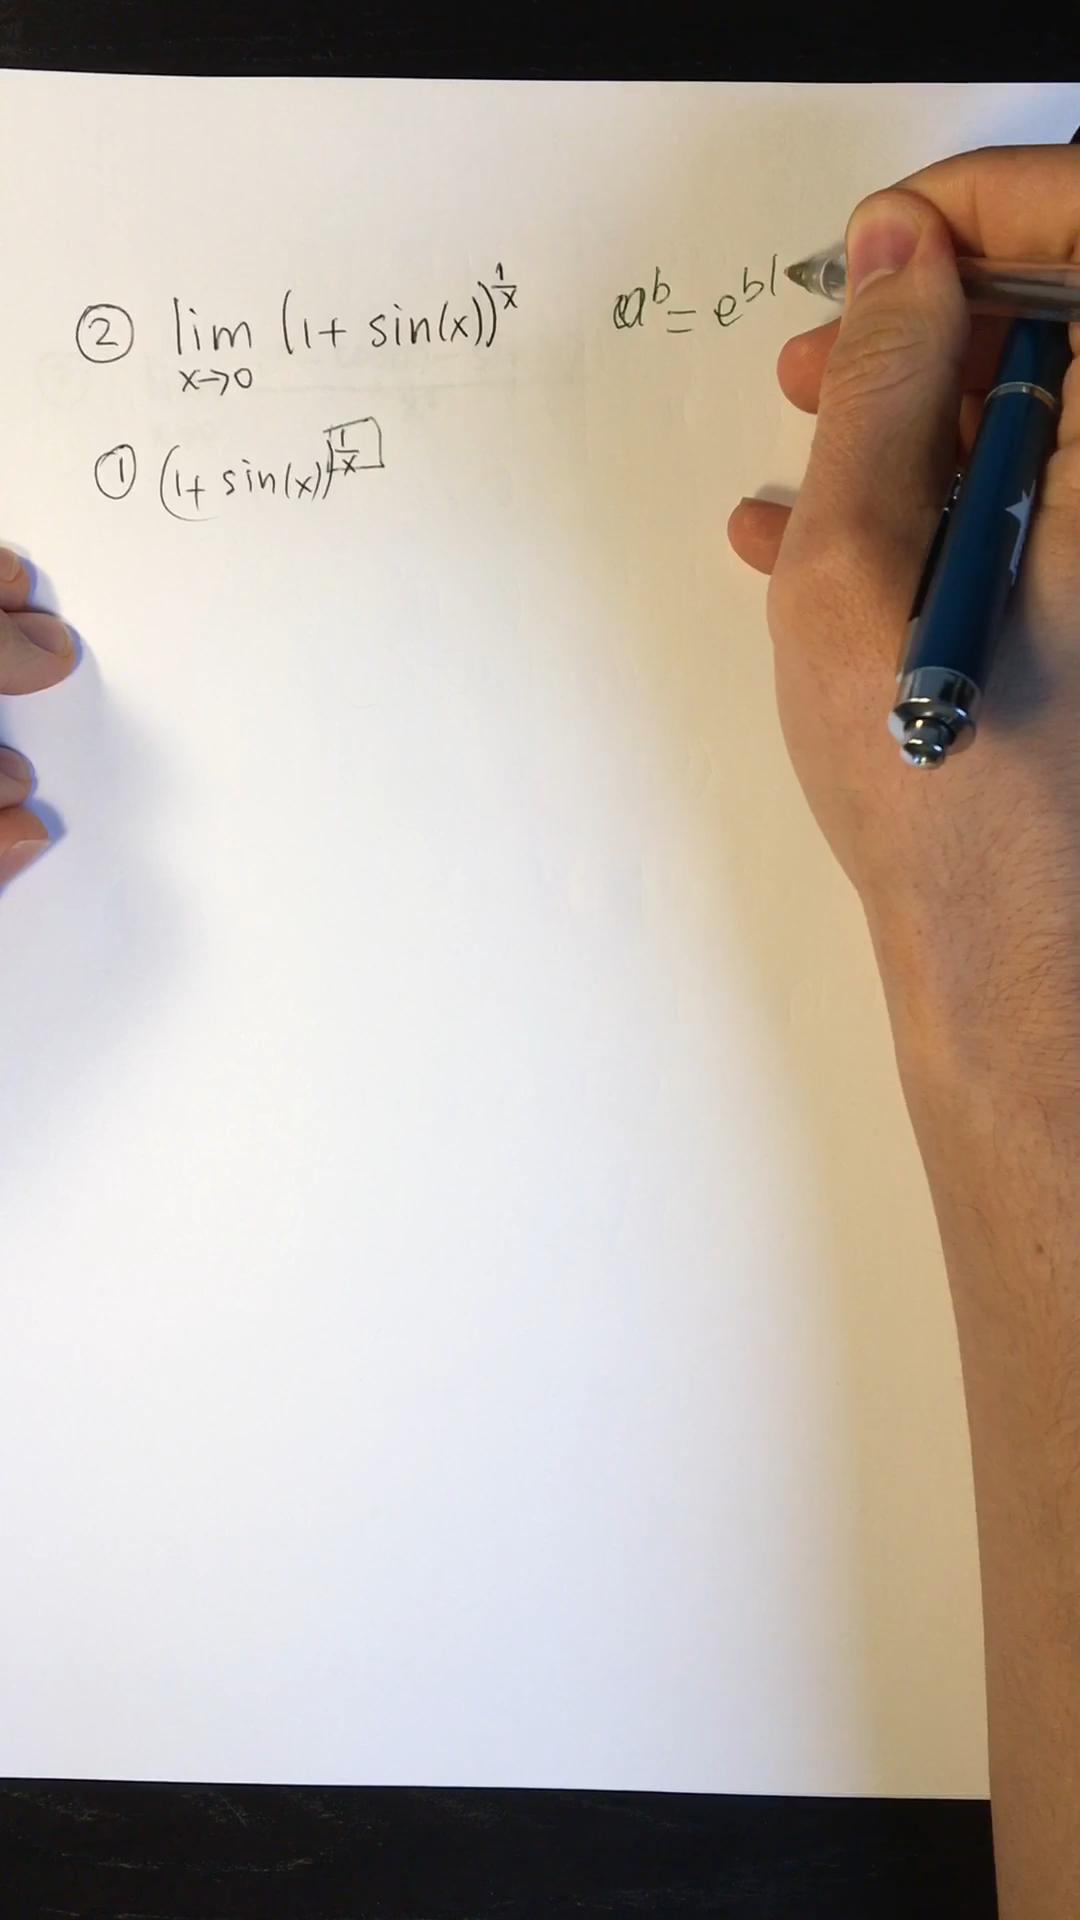 ② lim (1+ sin(x))^(1/x) a^b = e^bl
x→0
① (1+ sin(x))^(1/x)